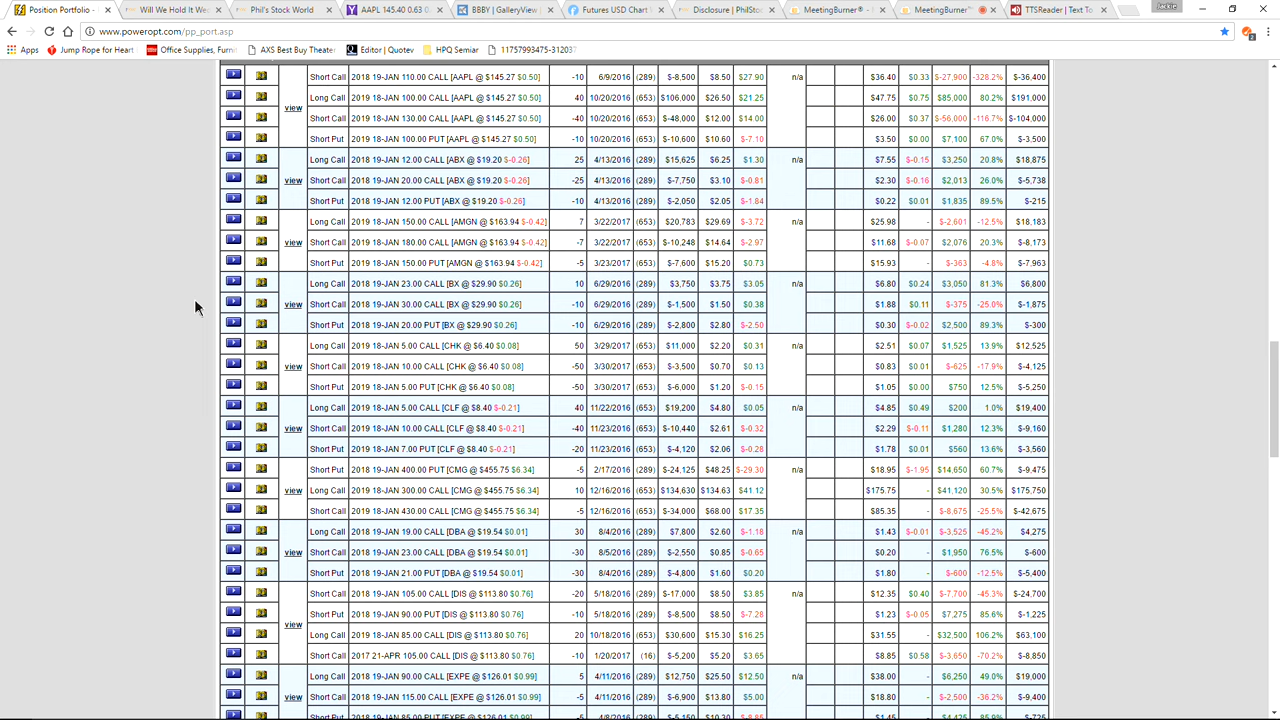 Position Portfolio -
Will We Hold It We
Phil's Stock World
AAPL 145.40 0.63 0.
BBBY | GalleryView |
Futures USD Chart
Disclosure | PhilStoc
MeetingBurner® -
MeetingBurner™
TTSReader | Text To
Jackie
www.poweropt.com/pp_port.asp
Apps
Jump Rope for Heart
Office Supplies, Furni
AXS Best Buy Theater
Editor | Quotev
HPQ Semiar
11757993475-312037
Short Call 2018 19-JAN 110.00 CALL [AAPL @ $145.27 $0.50] -10 6/9/2016 (289) $-8,500 $8.50 $27.90 n/a $36.40 $0.33 $-27,900 -328.2% $-36,400
Long Call 2019 18-JAN 100.00 CALL [AAPL @ $145.27 $0.50] 40 10/20/2016 (653) $106,000 $26.50 $21.25 $47.75 $0.75 $85,000 80.2% $191,000
view
Short Call 2019 18-JAN 130.00 CALL [AAPL @ $145.27 $0.50] -40 10/20/2016 (653) $-48,000 $12.00 $14.00 $26.00 $0.37 $-56,000 -116.7% $-104,000
Short Put 2019 18-JAN 100.00 PUT [AAPL @ $145.27 $0.50] -10 10/20/2016 (653) $-10,600 $10.60 $-7.10 $3.50 $0.00 $7,100 67.0% $-3,500
Long Call 2018 19-JAN 12.00 CALL [ABX @ $19.20 $-0.26] 25 4/13/2016 (289) $15,625 $6.25 $1.30 n/a $7.55 $-0.15 $3,250 20.8% $18,875
view Short Call 2018 19-JAN 20.00 CALL [ABX @ $19.20 $-0.26] -25 4/13/2016 (289) $-7,750 $3.10 $-0.81 $2.30 $-0.16 $2,013 26.0% $-5,738
Short Put 2018 19-JAN 12.00 PUT [ABX @ $19.20 $-0.26] -10 4/13/2016 (289) $-2,050 $2.05 $-1.84 $0.22 $0.01 $1,835 89.5% $-215
Long Call 2019 18-JAN 150.00 CALL [AMGN @ $163.94 $-0.42] 7 3/22/2017 (653) $20,783 $29.69 $-3.72 n/a $25.98 - $-2,601 -12.5% $18,183
view Short Call 2019 18-JAN 180.00 CALL [AMGN @ $163.94 $-0.42] -7 3/22/2017 (653) $-10,248 $14.64 $-2.97 $11.68 $-0.07 $2,076 20.3% $-8,173
Short Put 2019 18-JAN 150.00 PUT [AMGN @ $163.94 $-0.42] -5 3/23/2017 (653) $-7,600 $15.20 $0.73 $15.93 - $-363 -4.8% $-7,963
Long Call 2018 19-JAN 23.00 CALL [BX @ $29.90 $0.26] 10 6/29/2016 (289) $3,750 $3.75 $3.05 n/a $6.80 $0.24 $3,050 81.3% $6,800
view Short Call 2018 19-JAN 30.00 CALL [BX @ $29.90 $0.26] -10 6/29/2016 (289) $-1,500 $1.50 $0.38 $1.88 $0.11 $-375 -25.0% $-1,875
Short Put 2018 19-JAN 20.00 PUT [BX @ $29.90 $0.26] -10 6/29/2016 (289) $-2,800 $2.80 $-2.50 $0.30 $-0.02 $2,500 89.3% $-300
Long Call 2019 18-JAN 5.00 CALL [CHK @ $6.40 $0.08] 50 3/29/2017 (653) $11,000 $2.20 $0.31 n/a $2.51 $0.07 $1,525 13.9% $12,525
view Short Call 2019 18-JAN 10.00 CALL [CHK @ $6.40 $0.08] -50 3/30/2017 (653) $-3,500 $0.70 $0.13 $0.83 $0.01 $-625 -17.9% $-4,125
Short Put 2019 18-JAN 5.00 PUT [CHK @ $6.40 $0.08] -50 3/30/2017 (653) $-6,000 $1.20 $-0.15 $1.05 $0.00 $750 12.5% $-5,250
Long Call 2019 18-JAN 5.00 CALL [CLF @ $8.40 $-0.21] 40 11/22/2016 (653) $19,200 $4.80 $0.05 n/a $4.85 $0.49 $200 1.0% $19,400
view Short Call 2019 18-JAN 10.00 CALL [CLF @ $8.40 $-0.21] -40 11/23/2016 (653) $-10,440 $2.61 $-0.32 $2.29 $-0.11 $1,280 12.3% $-9,160
Short Put 2019 18-JAN 7.00 PUT [CLF @ $8.40 $-0.21] -20 11/23/2016 (653) $-4,120 $2.06 $-0.28 $1.78 $0.01 $560 13.6% $-3,560
Short Put 2019 18-JAN 400.00 PUT [CMG @ $455.75 $6.34] -5 2/17/2016 (653) $-24,125 $48.25 $-29.30 n/a $18.95 $-1.95 $14,650 60.7% $-9,475
view Long Call 2019 18-JAN 300.00 CALL [CMG @ $455.75 $6.34] 10 12/16/2016 (653) $134,630 $134.63 $41.12 $175.75 - $41,120 30.5% $175,750
Short Call 2019 18-JAN 430.00 CALL [CMG @ $455.75 $6.34] -5 12/16/2016 (653) $-34,000 $68.00 $17.35 $85.35 - $-8,675 -25.5% $-42,675
Long Call 2018 19-JAN 19.00 CALL [DBA @ $19.54 $0.01] 30 8/4/2016 (289) $7,800 $2.60 $-1.18 n/a $1.43 $-0.01 $-3,525 -45.2% $4,275
view Short Call 2018 19-JAN 23.00 CALL [DBA @ $19.54 $0.01] -30 8/5/2016 (289) $-2,550 $0.85 $-0.65 $0.20 - $1,950 76.5% $-600
Short Put 2018 19-JAN 21.00 PUT [DBA @ $19.54 $0.01] -30 8/4/2016 (289) $-4,800 $1.60 $0.20 $1.80 - $-600 -12.5% $-5,400
Short Call 2018 19-JAN 105.00 CALL [DIS @ $113.80 $0.76] -20 5/18/2016 (289) $-17,000 $8.50 $3.85 n/a $12.35 $0.40 $-7,700 -45.3% $-24,700
Short Put 2018 19-JAN 90.00 PUT [DIS @ $113.80 $0.76] -10 5/18/2016 (289) $-8,500 $8.50 $-7.28 $1.23 $-0.05 $7,275 85.6% $-1,225
view
Long Call 2019 18-JAN 85.00 CALL [DIS @ $113.80 $0.76] 20 10/18/2016 (653) $30,600 $15.30 $16.25 $31.55 - $32,500 106.2% $63,100
Short Call 2017 21-APR 105.00 CALL [DIS @ $113.80 $0.76] -10 1/20/2017 (16) $-5,200 $5.20 $3.65 $8.85 $0.58 $-3,650 -70.2% $-8,850
Long Call 2018 19-JAN 90.00 CALL [EXPE @ $126.01 $0.99] 5 4/11/2016 (289) $12,750 $25.50 $12.50 n/a $38.00 - $6,250 49.0% $19,000
view Short Call 2018 19-JAN 115.00 CALL [EXPE @ $126.01 $0.99] -5 4/11/2016 (289) $-6,900 $13.80 $5.00 $18.80 - $-2,500 -36.2% $-9,400
Short Put 2018 19-JAN 85.00 PUT [EXPE @ $126.01 $0.99] -5 4/8/2016 (289) $-5,150 $10.30 $-8.85 $1.45 - $4,425 85.9% $-725